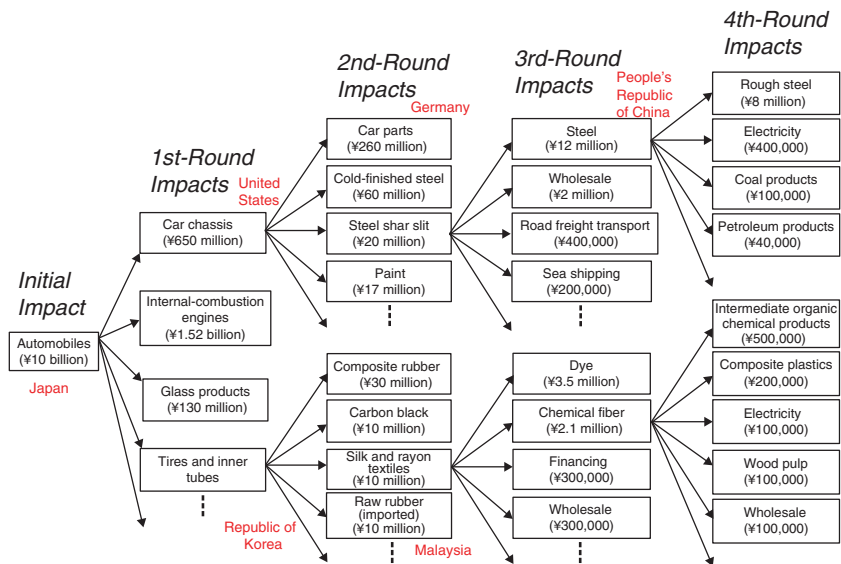 4th-Round
Impacts
3rd-Round
Impacts
2nd-Round
Impacts
1st-Round
Impacts
Initial
Impact
Automobiles
(¥10 billion)
Japan
Car chassis
(¥650 million)
United
States
Internal-combustion
engines
(¥1.52 billion)
Glass products
(¥130 million)
Tires and inner
tubes
Republic of
Korea
Germany
Car parts
(¥260 million)
Cold-finished steel
(¥60 million)
Steel shar slit
(¥20 million)
Paint
(¥17 million)
Composite rubber
(¥30 million)
Carbon black
(¥10 million)
Silk and rayon
textiles
(¥10 million)
Raw rubber
(imported)
(¥10 million)
Malaysia
People's
Republic
of China
Steel
(¥12 million)
Wholesale
(¥2 million)
Road freight transport
(¥400,000)
Sea shipping
(¥200,000)
Dye
(¥3.5 million)
Chemical fiber
(¥2.1 million)
Financing
(¥300,000)
Wholesale
(¥300,000)
Rough steel
(¥8 million)
Electricity
(¥400,000)
Coal products
(¥100,000)
Petroleum products
(¥40,000)
Intermediate organic
chemical products
(¥500,000)
Composite plastics
(¥200,000)
Electricity
(¥100,000)
Wood pulp
(¥100,000)
Wholesale
(¥100,000)